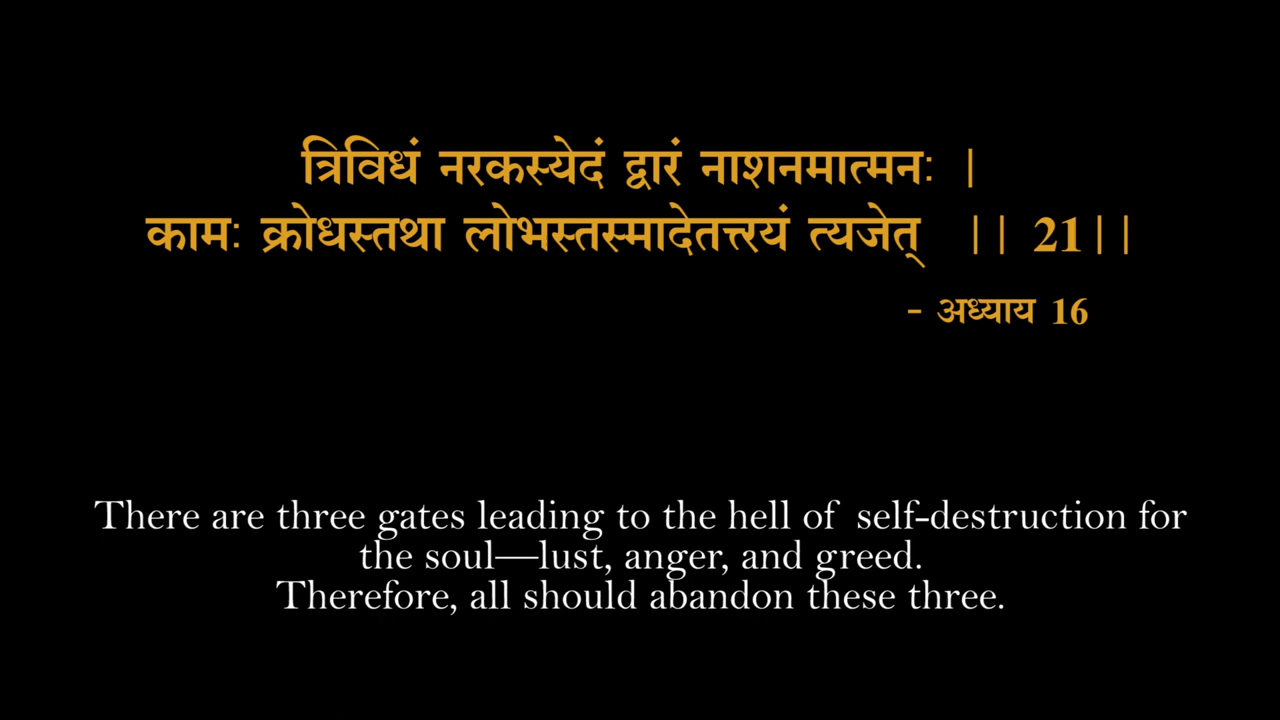 त्रिविधं नरकस्येदं द्वारं नाशनमात्मनः |
कामः क्रोधस्तथा लोभस्तस्मादेतत्त्रयं त्यजेत् || 21||
- अध्याय 16
There are three gates leading to the hell of self-destruction for
the soul—lust, anger, and greed.
Therefore, all should abandon these three.